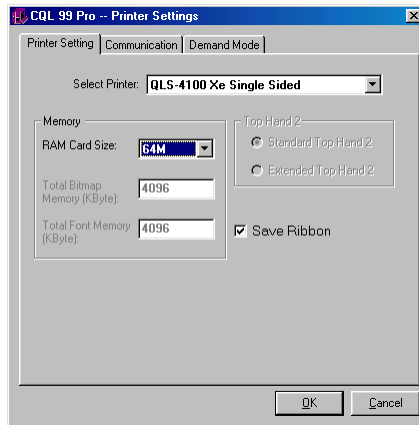 CQL 99 Pro -- Printer Settings
Printer Setting Communication Demand Mode
Select Printer: QLS-4100 Xe Single Sided
Memory
RAM Card Size: 64M
Total Bitmap Memory (KByte): 4096
Total Font Memory (KByte): 4096
Top Hand 2
Standard Top Hand 2
Extended Top Hand 2
Save Ribbon
OK Cancel